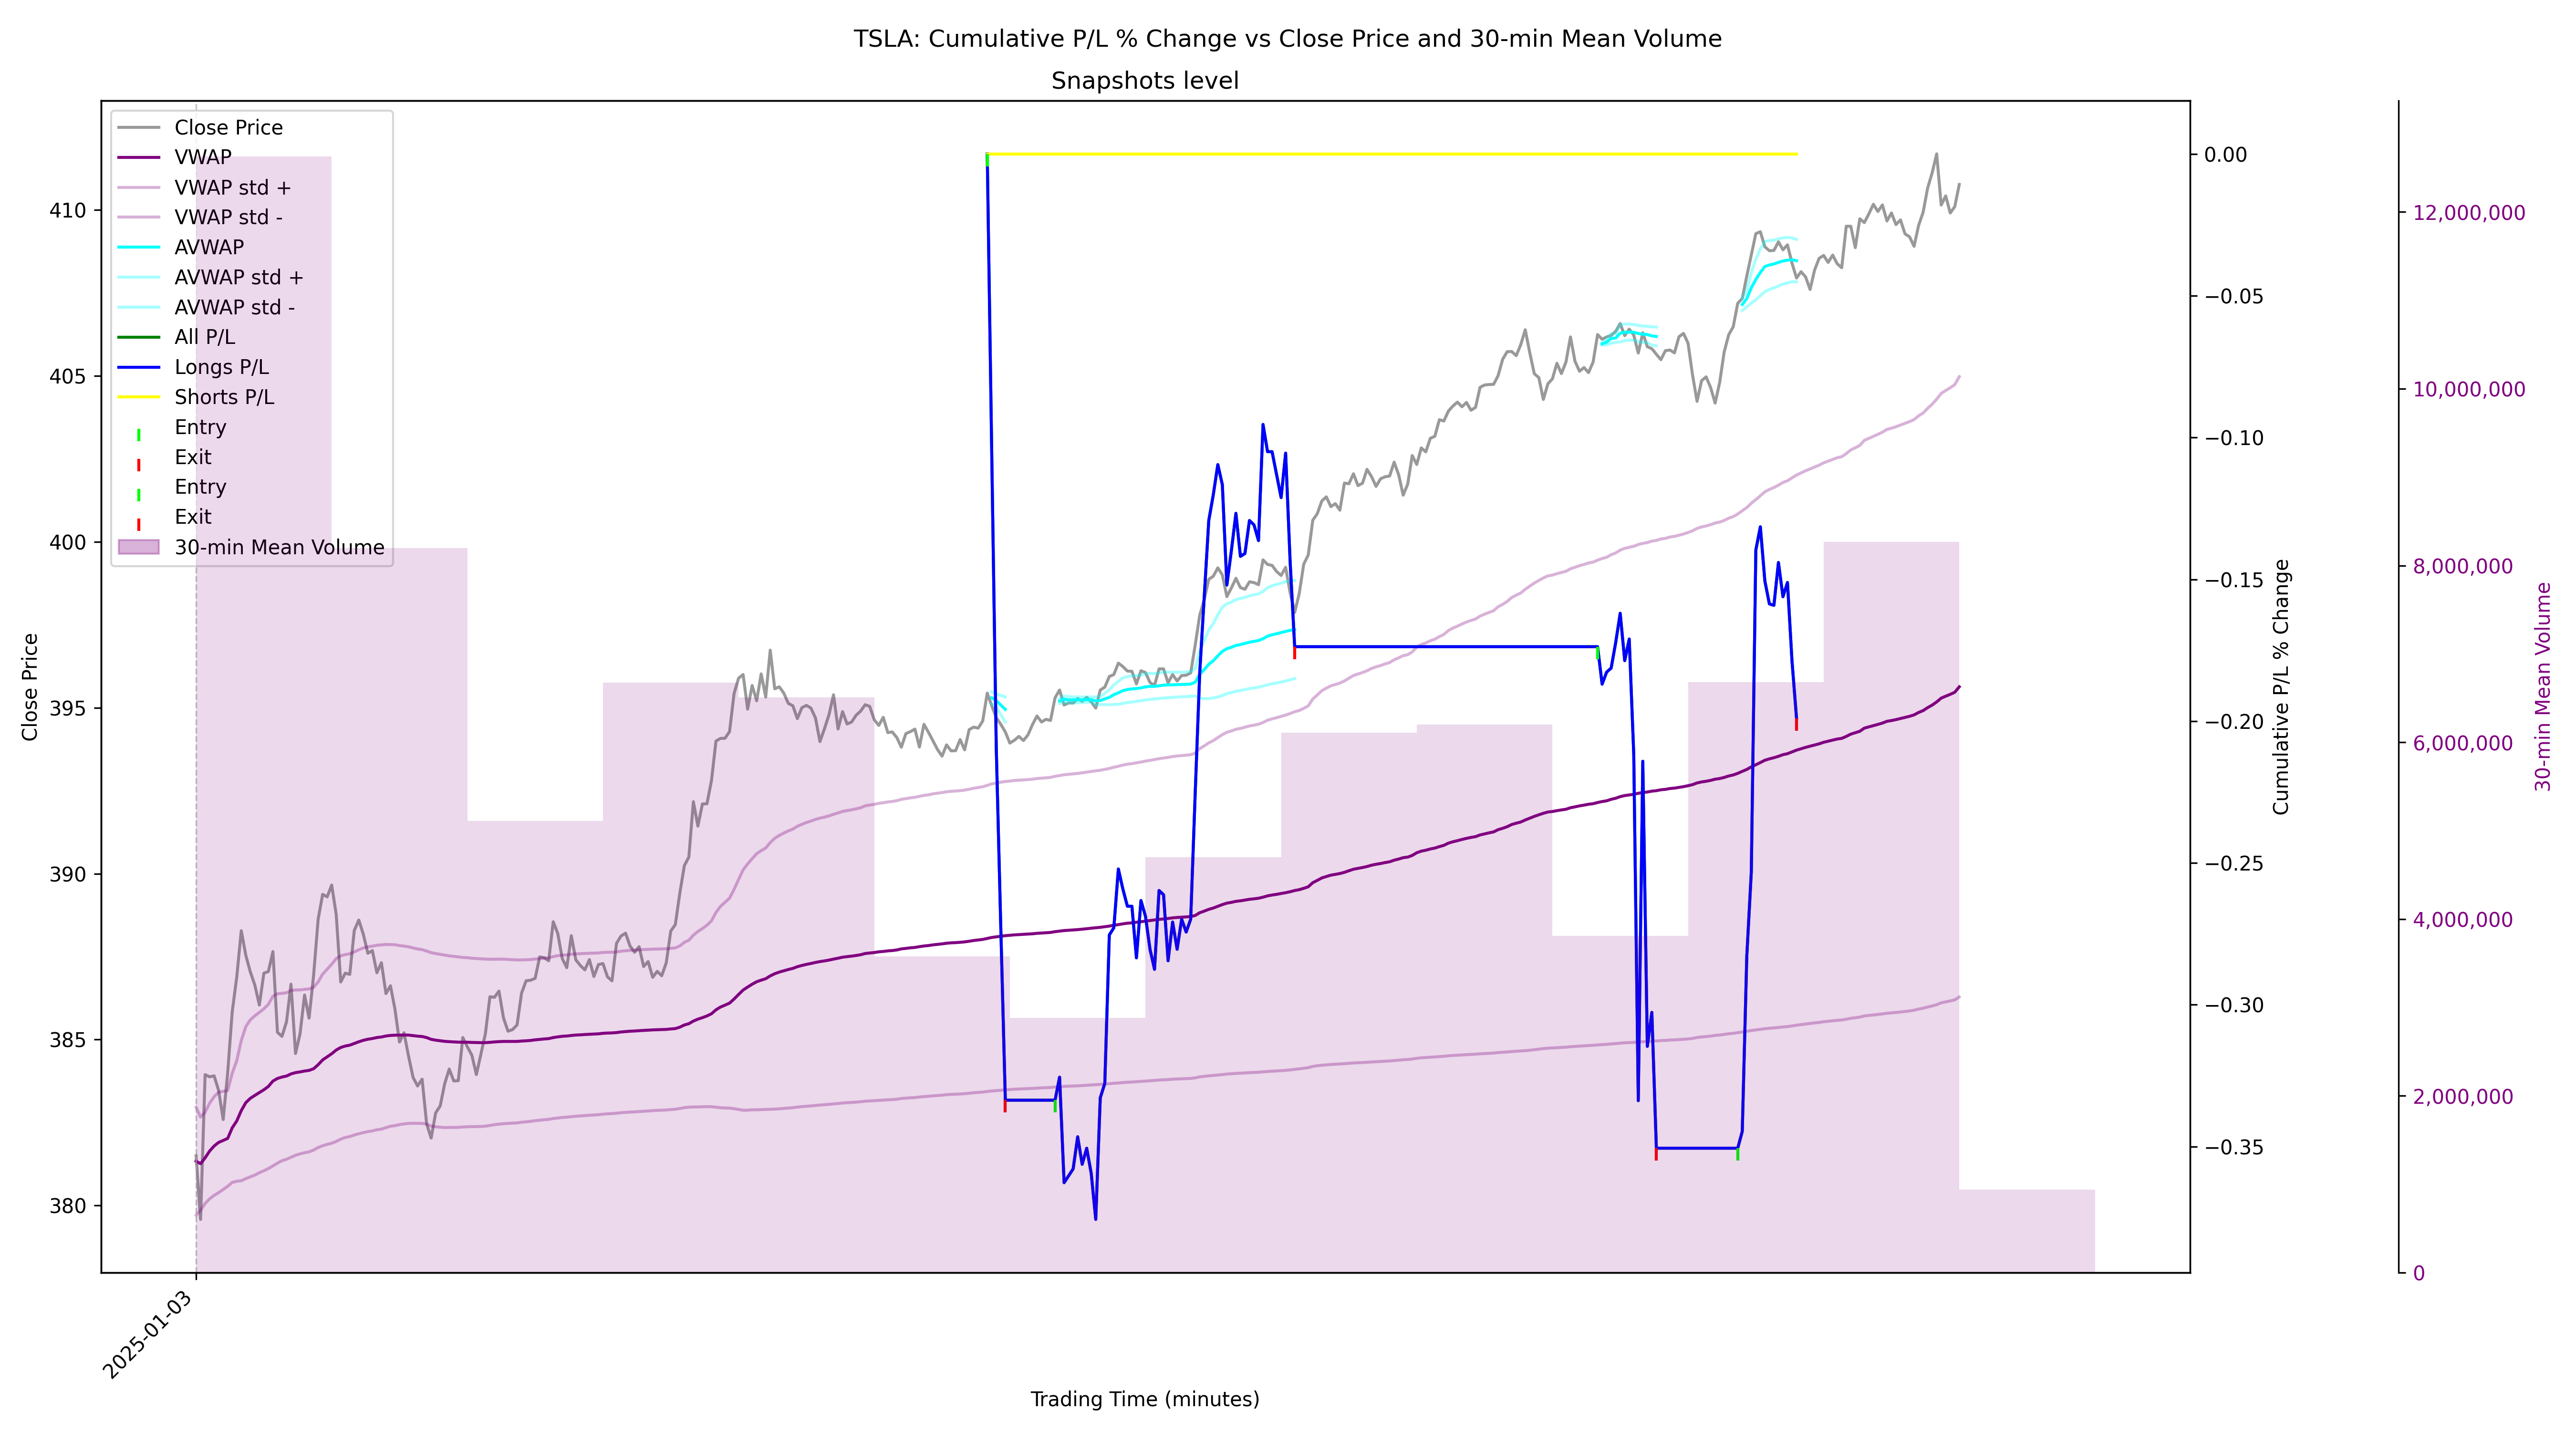 TSLA: Cumulative P/L % Change vs Close Price and 30-min Mean Volume
Snapshots level
Close Price
VWAP
VWAP std +
VWAP std -
AVWAP
AVWAP std +
AVWAP std -
All P/L
Longs P/L
Shorts P/L
Entry
Exit
Entry
Exit
30-min Mean Volume
410
405
400
395
390
385
380
Close Price
0.00
−0.05
−0.10
−0.15
−0.20
−0.25
−0.30
−0.35
Cumulative P/L % Change
12,000,000
10,000,000
8,000,000
6,000,000
4,000,000
2,000,000
0
30-min Mean Volume
2025-01-03
Trading Time (minutes)